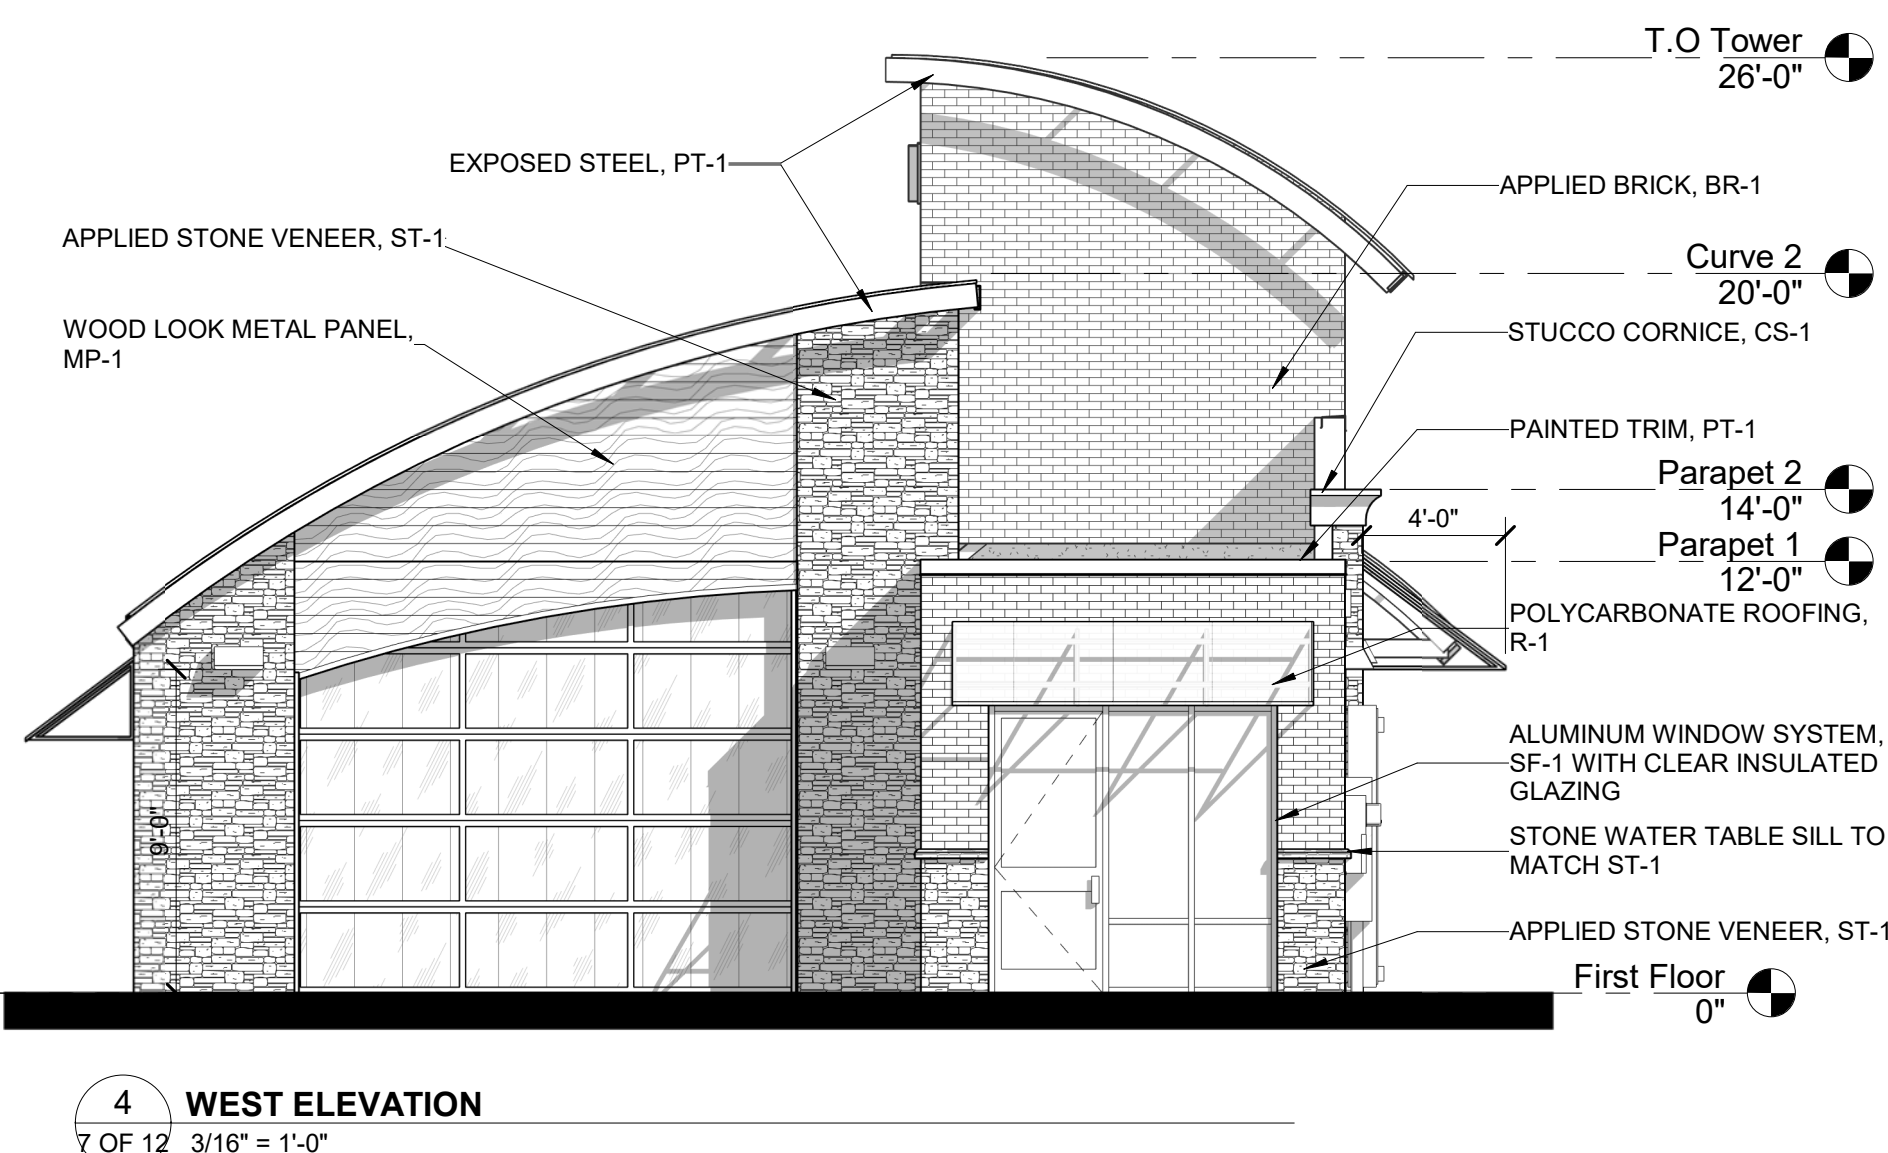 T.O Tower
26'-0"
EXPOSED STEEL, PT-1
APPLIED BRICK, BR-1
APPLIED STONE VENEER, ST-1
Curve 2
20'-0"
WOOD LOOK METAL PANEL,
MP-1
STUCCO CORNICE, CS-1
PAINTED TRIM, PT-1
Parapet 2
14'-0"
4'-0"
Parapet 1
12'-0"
POLYCARBONATE ROOFING,
R-1
ALUMINUM WINDOW SYSTEM,
SF-1 WITH CLEAR INSULATED
GLAZING
9'-0"
STONE WATER TABLE SILL TO
MATCH ST-1
APPLIED STONE VENEER, ST-1
First Floor
0"
4
WEST ELEVATION
7 OF 12
3/16" = 1'-0"